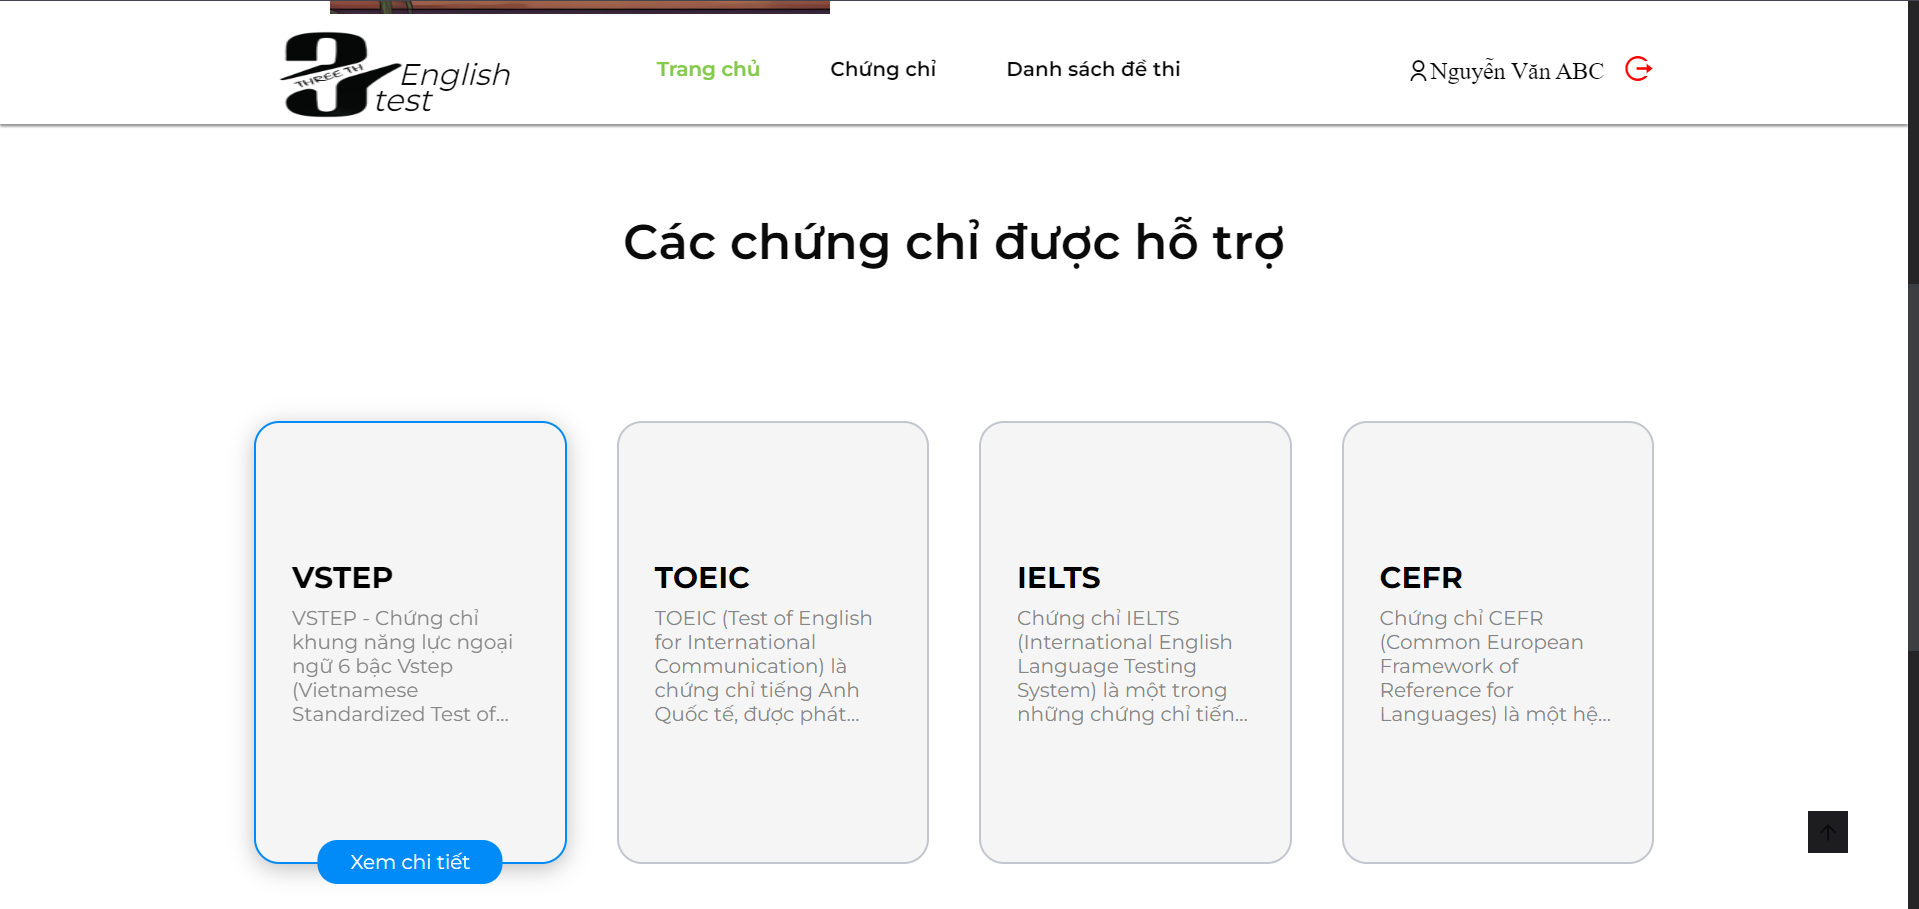 THREE TH
English
test
Trang chủ
Chứng chỉ
Danh sách đề thi
Nguyễn Văn ABC
Các chứng chỉ được hỗ trợ
VSTEP
VSTEP - Chứng chỉ
khung năng lực ngoại
ngữ 6 bậc Vstep
(Vietnamese
Standardized Test of...
Xem chi tiết
TOEIC
TOEIC (Test of English
for International
Communication) là
chứng chỉ tiếng Anh
Quốc tế, được phát...
IELTS
Chứng chỉ IELTS
(International English
Language Testing
System) là một trong
những chứng chỉ tiến...
CEFR
Chứng chỉ CEFR
(Common European
Framework of
Reference for
Languages) là một hệ...